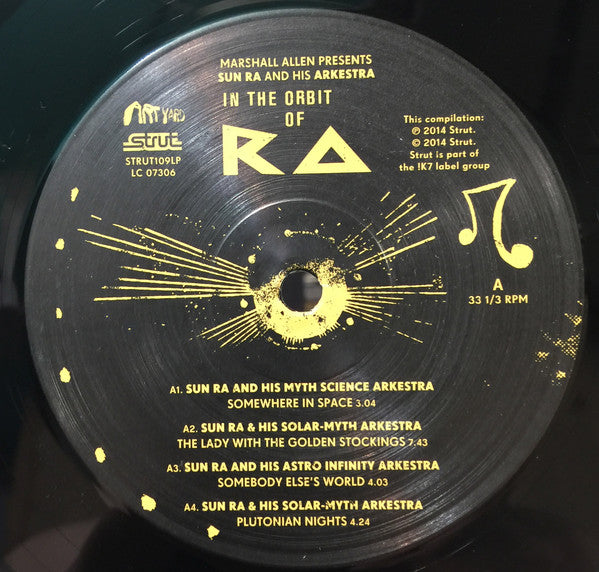 MARSHALL ALLEN PRESENTS
SUN RA AND HIS ARKESTRA
IN THE ORBIT
OF
RA
ART YARD
Strut
STRUT109LP
LC 07306
This compilation:
℗ 2014 Strut.
© 2014 Strut.
Strut is part of
the !K7 label group
A
33 1/3 RPM
A1. SUN RA AND HIS MYTH SCIENCE ARKESTRA
SOMEWHERE IN SPACE 3.04
A2. SUN RA & HIS SOLAR-MYTH ARKESTRA
THE LADY WITH THE GOLDEN STOCKINGS 7:43
A3. SUN RA AND HIS ASTRO INFINITY ARKESTRA
SOMEBODY ELSE'S WORLD 4.03
A4. SUN RA & HIS SOLAR-MYTH ARKESTRA
PLUTONIAN NIGHTS 4.24